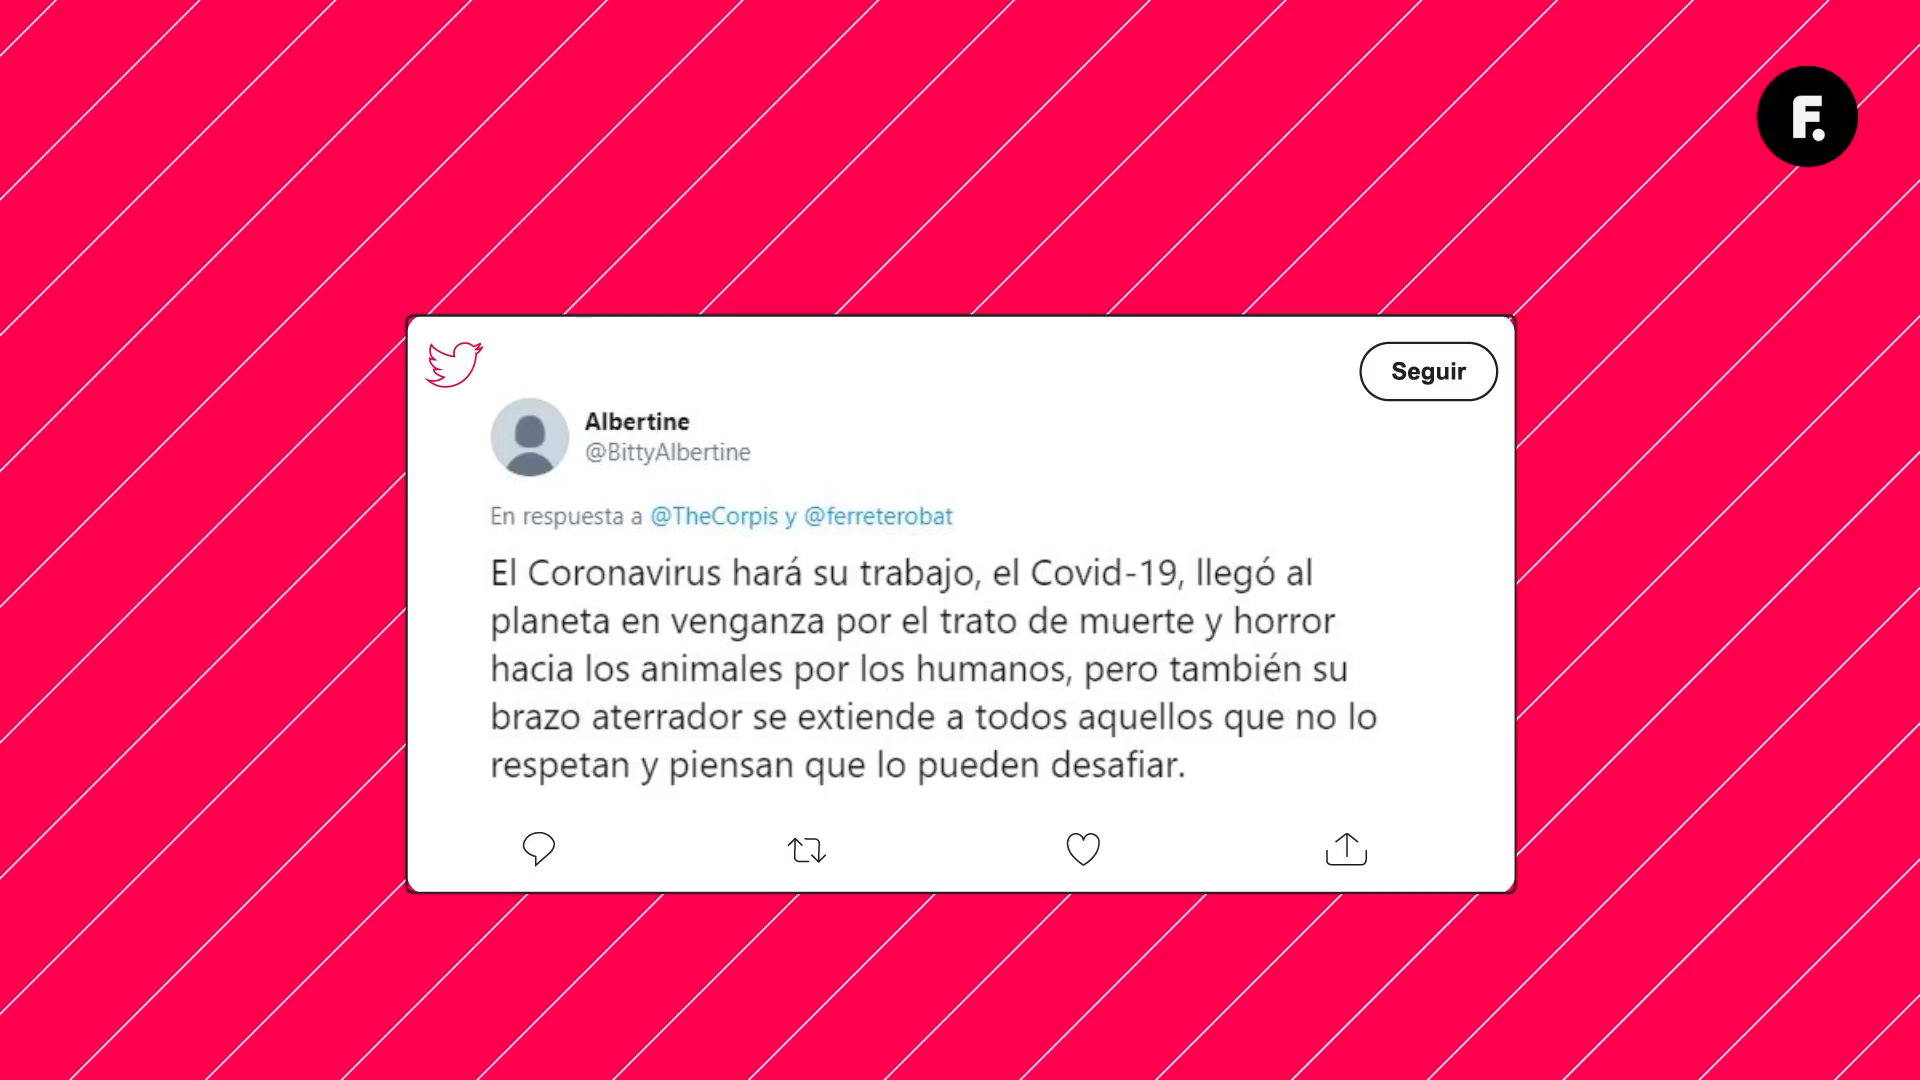 F.
Seguir
Albertine
@BittyAlbertine
En respuesta a @TheCorpis y @ferreterobat
El Coronavirus hará su trabajo, el Covid-19, llegó al
planeta en venganza por el trato de muerte y horror
hacia los animales por los humanos, pero también su
brazo aterrador se extiende a todos aquellos que no lo
respetan y piensan que lo pueden desafiar.